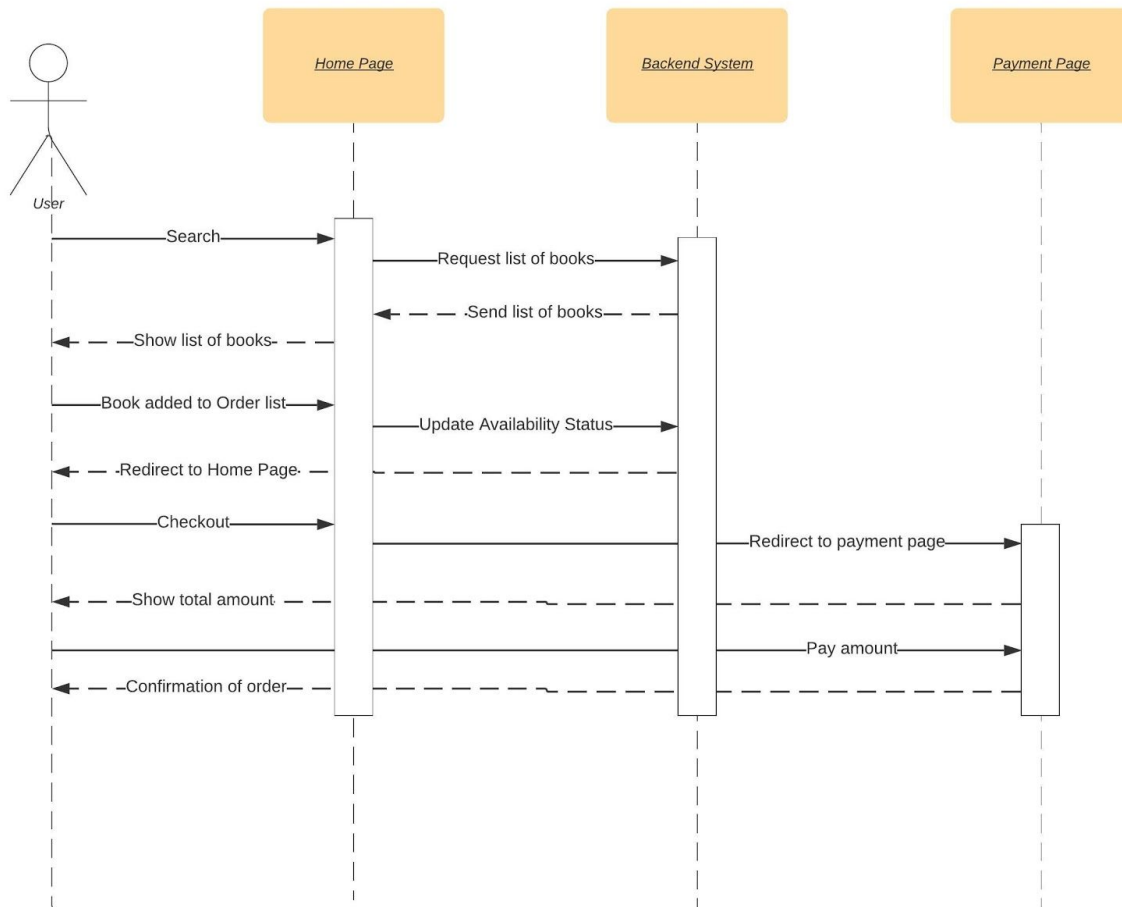 Home Page
Backend System
Payment Page
User
Search
Request list of books
Send list of books
Show list of books
Book added to Order list
Update Availability Status
Redirect to Home Page
Checkout
Redirect to payment page
Show total amount
Pay amount
Confirmation of order